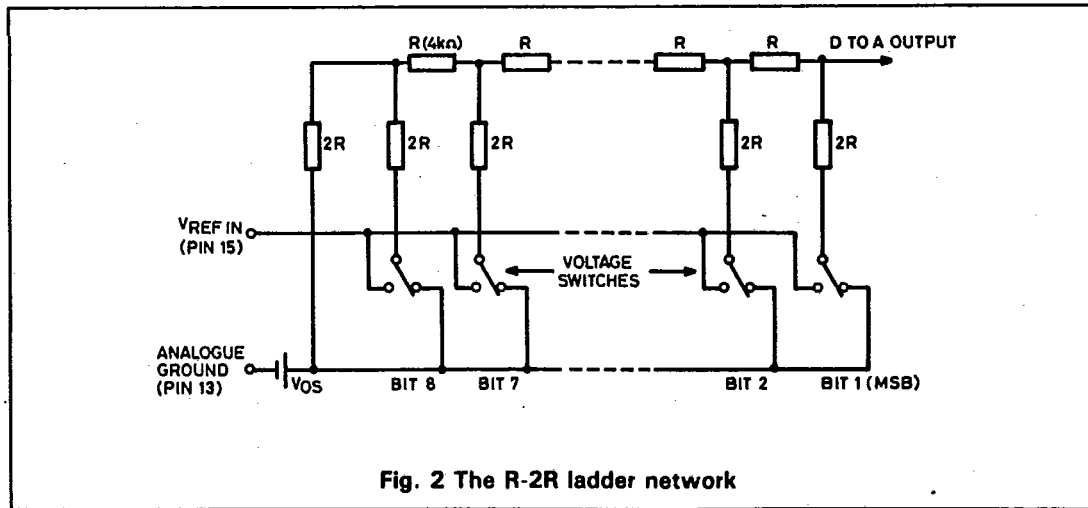 R(4kΩ) R R R D TO A OUTPUT
2R 2R 2R 2R 2R
VREF IN
(PIN 15)
VOLTAGE
SWITCHES
ANALOGUE
GROUND
(PIN 13)
VOS BIT 8 BIT 7 BIT 2 BIT 1 (MSB)
Fig. 2 The R-2R ladder network